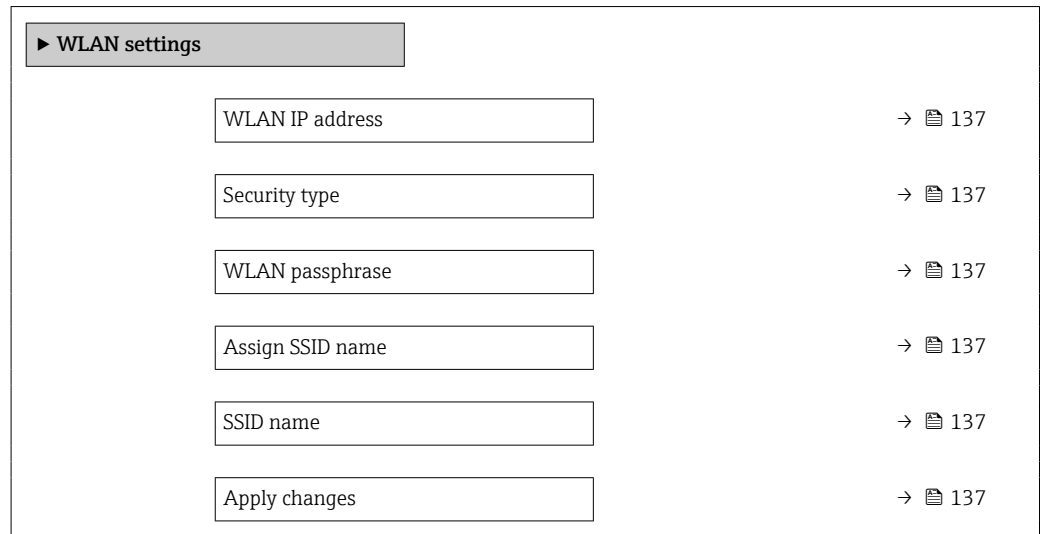 ▶ WLAN settings
WLAN IP address → 🖹 137
Security type → 🖹 137
WLAN passphrase → 🖹 137
Assign SSID name → 🖹 137
SSID name → 🖹 137
Apply changes → 🖹 137